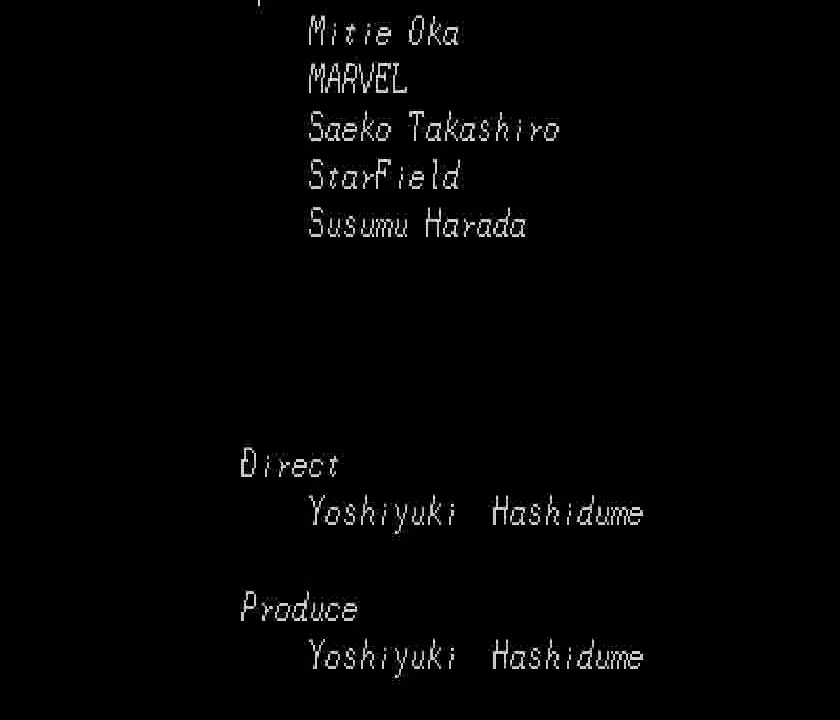 Mitie Oka
MARVEL
Saeko Takashiro
StarField
Susumu Harada
Direct
Yoshiyuki Hashidume
Produce
Yoshiyuki Hashidume